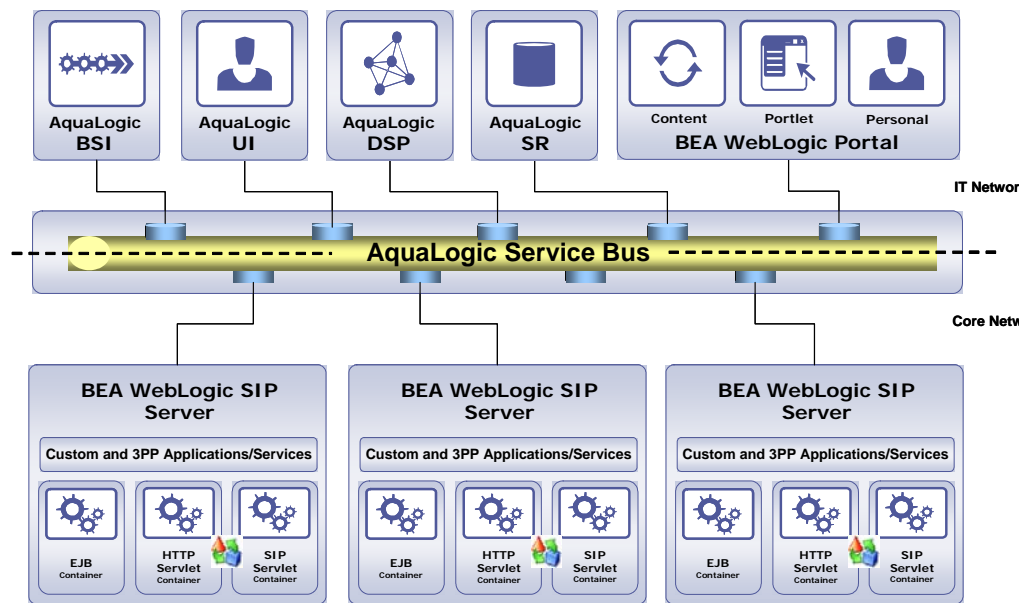 AquaLogic
BSI
AquaLogic
UI
AquaLogic
DSP
AquaLogic
SR
Content
Portlet
Personal
BEA WebLogic Portal
IT Networ
AquaLogic Service Bus
Core Netw
BEA WebLogic SIP
Server
Custom and 3PP Applications/Services
EJB
Container
HTTP
Servlet
Container
SIP
Servlet
Container
BEA WebLogic SIP
Server
Custom and 3PP Applications/Services
EJB
Container
HTTP
Servlet
Container
SIP
Servlet
Container
BEA WebLogic SIP
Server
Custom and 3PP Applications/Services
EJB
Container
HTTP
Servlet
Container
SIP
Servlet
Container